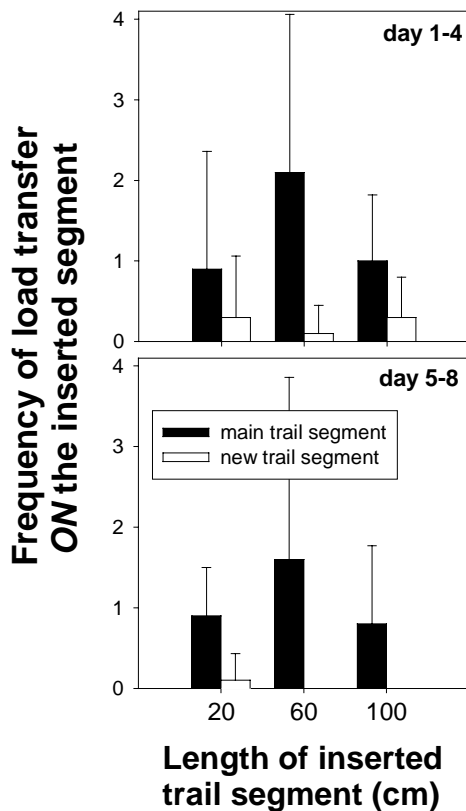 Frequency of load transfer
ON the inserted segment
day 1-4
4
3
2
1
0
day 5-8
4
3
2
1
0
main trail segment
new trail segment
20 60 100
Length of inserted
trail segment (cm)